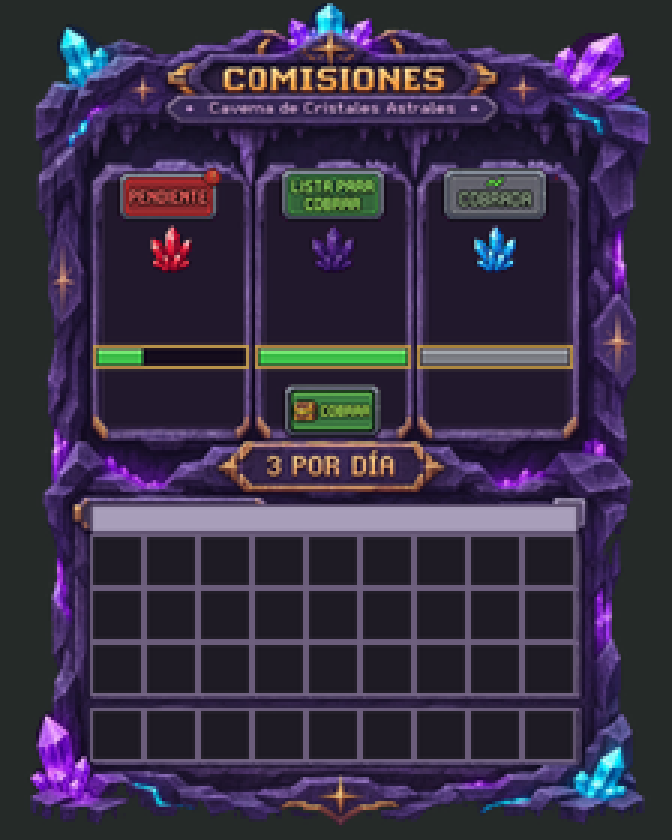 COMISIONES
Caverna de Cristales Astrales
PENDIENTE
LISTA PARA
COBRAR
COBRADA
COBRAR
3 POR DÍA